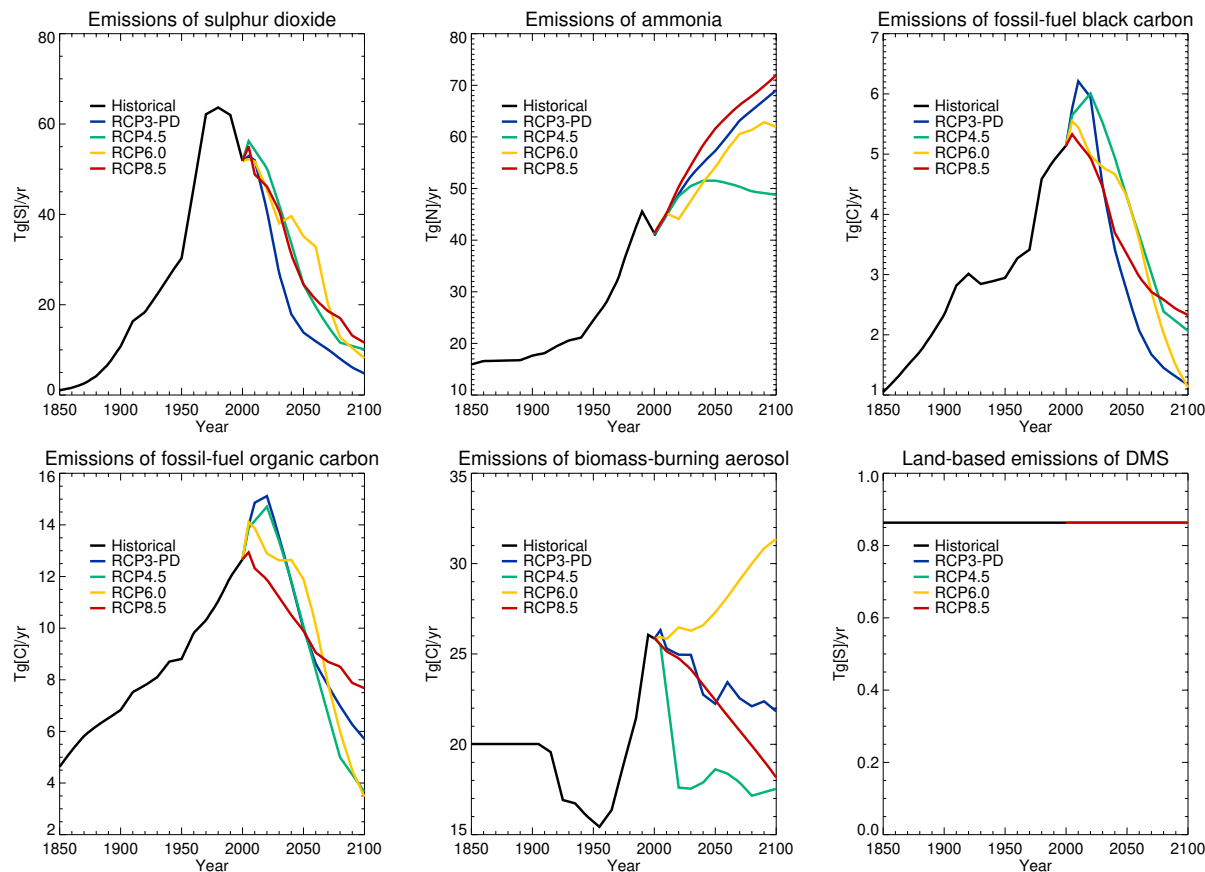 Emissions of sulphur dioxide
80
60
40
20
0
Tg[S]/yr
Historical
RCP3-PD
RCP4.5
RCP6.0
RCP8.5
1850 1900 1950 2000 2050 2100
Year
Emissions of ammonia
80
70
60
50
40
30
20
10
Tg[N]/yr
Historical
RCP3-PD
RCP4.5
RCP6.0
RCP8.5
1850 1900 1950 2000 2050 2100
Year
Emissions of fossil-fuel black carbon
7
6
5
4
3
2
1
Tg[C]/yr
Historical
RCP3-PD
RCP4.5
RCP6.0
RCP8.5
1850 1900 1950 2000 2050 2100
Year
Emissions of fossil-fuel organic carbon
16
14
12
10
8
6
4
2
Tg[C]/yr
Historical
RCP3-PD
RCP4.5
RCP6.0
RCP8.5
1850 1900 1950 2000 2050 2100
Year
Emissions of biomass-burning aerosol
35
30
25
20
15
Tg[C]/yr
Historical
RCP3-PD
RCP4.5
RCP6.0
RCP8.5
1850 1900 1950 2000 2050 2100
Year
Land-based emissions of DMS
1.0
0.8
0.6
0.4
0.2
0.0
Tg[S]/yr
Historical
RCP3-PD
RCP4.5
RCP6.0
RCP8.5
1850 1900 1950 2000 2050 2100
Year